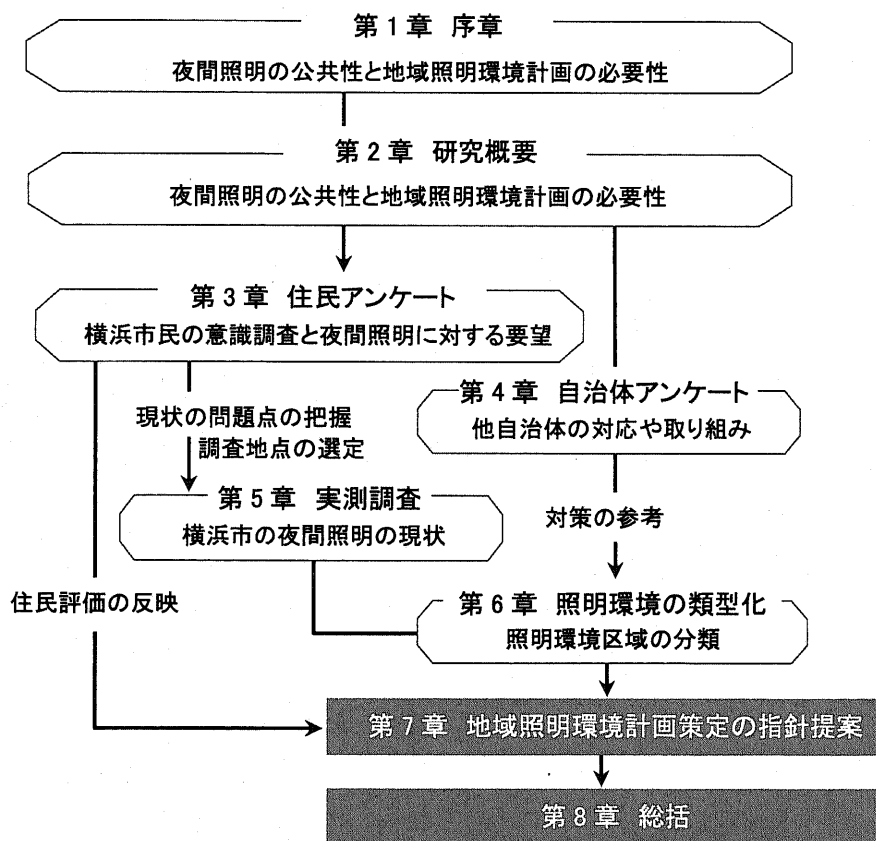 第1章 序章
夜間照明の公共性と地域照明環境計画の必要性
第2章 研究概要
夜間照明の公共性と地域照明環境計画の必要性
第3章 住民アンケート
横浜市民の意識調査と夜間照明に対する要望
第4章 自治体アンケート
他自治体の対応や取り組み
現状の問題点の把握
調査地点の選定
第5章 実測調査
横浜市の夜間照明の現状
対策の参考
住民評価の反映
第6章 照明環境の類型化
照明環境区域の分類
第7章 地域照明環境計画策定の指針提案
第8章 総括